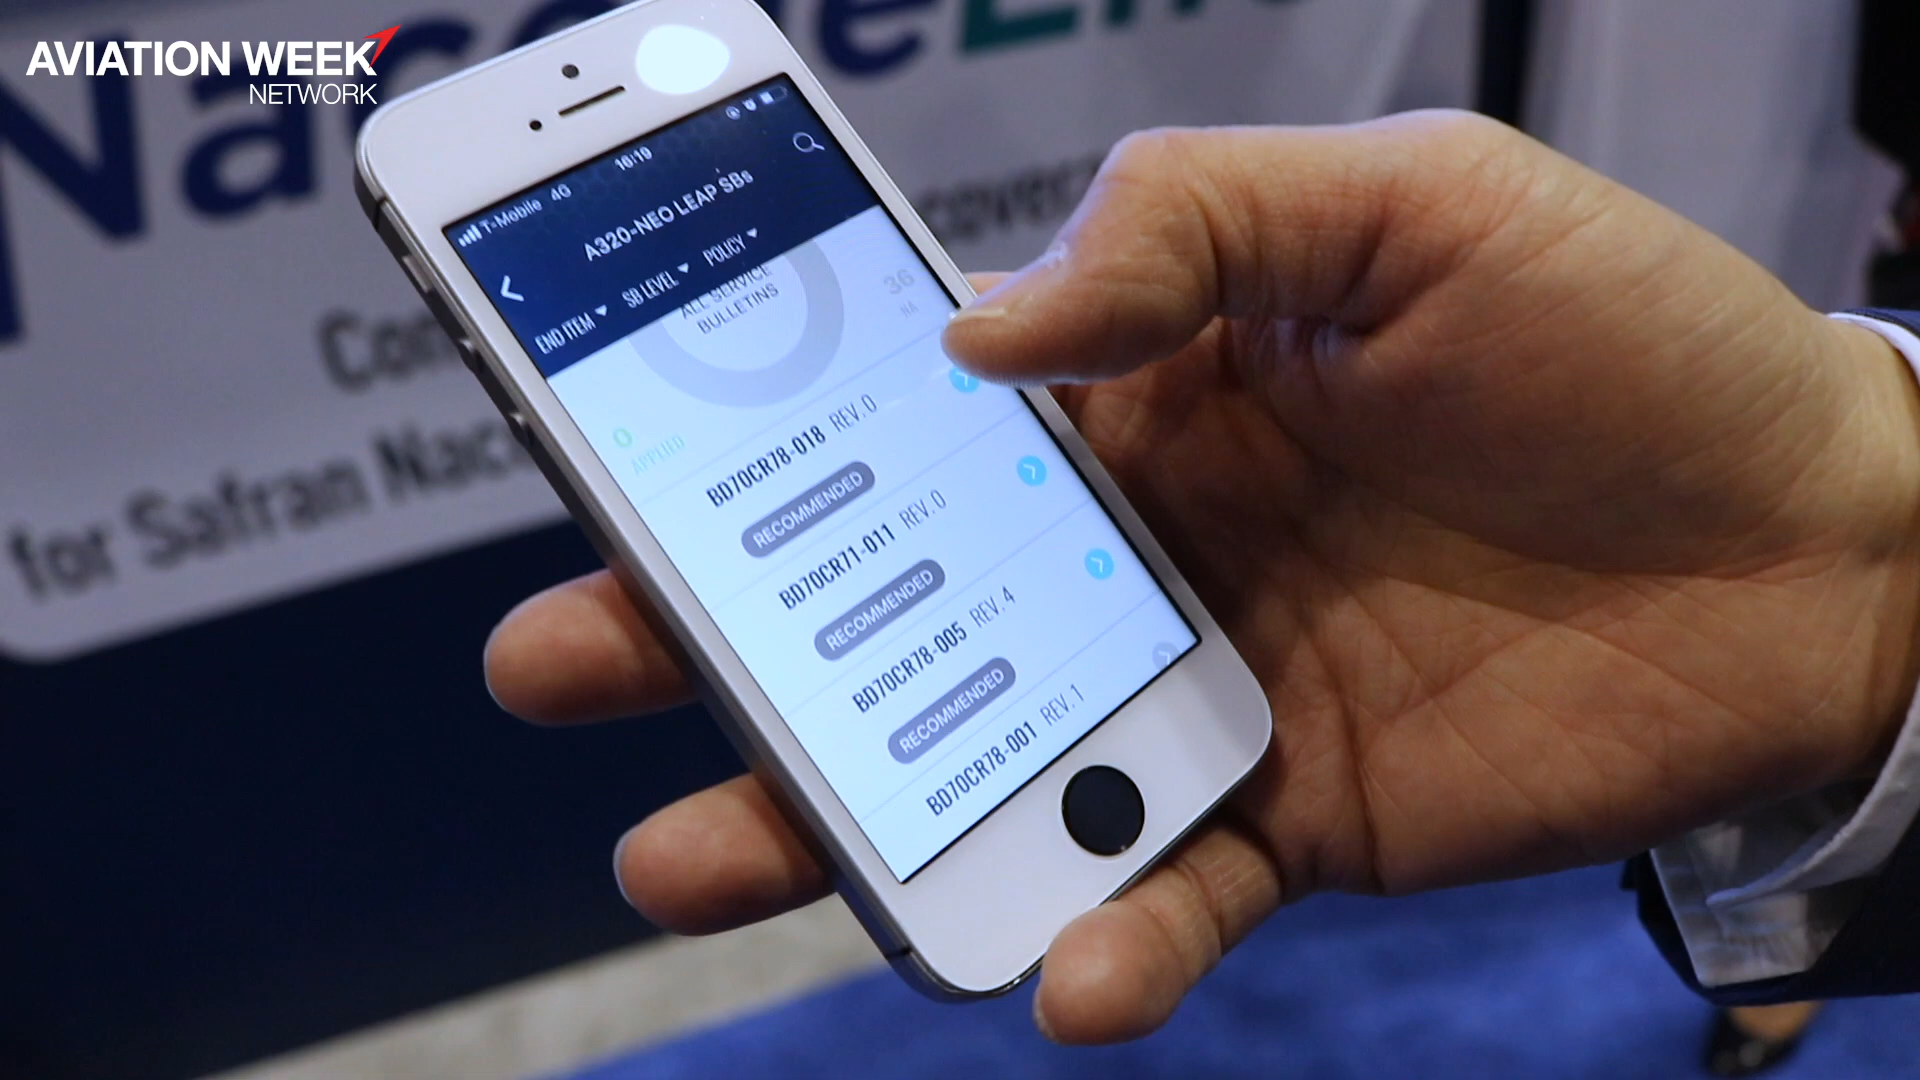 AVIATION WEEK
NETWORK
for Safran
T-Mobile 4G 16:19
A320-NEO LEAP SBs
END ITEM SB LEVEL POLICY
ALL SERVICE
BULLETINS
36
NA
0
APPLIED
BD70CR78-018 REV. 0
RECOMMENDED
BD70CR71-011 REV. 0
RECOMMENDED
BD70CR78-005 REV. 4
RECOMMENDED
BD70CR78-001 REV. 1